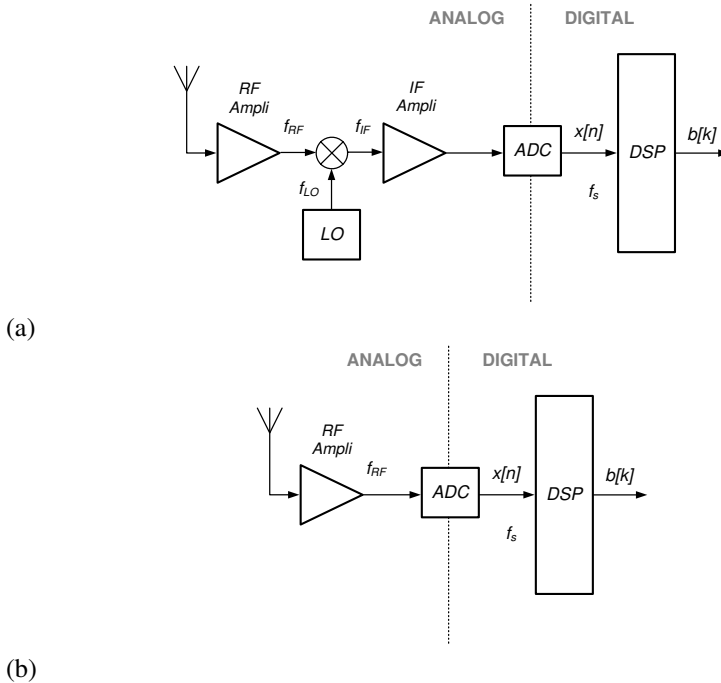 ANALOG DIGITAL
RF
Ampli
IF
Ampli
f_RF
f_IF
ADC
x[n]
DSP
b[k]
f_LO
f_s
LO
(a)
ANALOG DIGITAL
RF
Ampli
f_RF
ADC
x[n]
DSP
b[k]
f_s
(b)